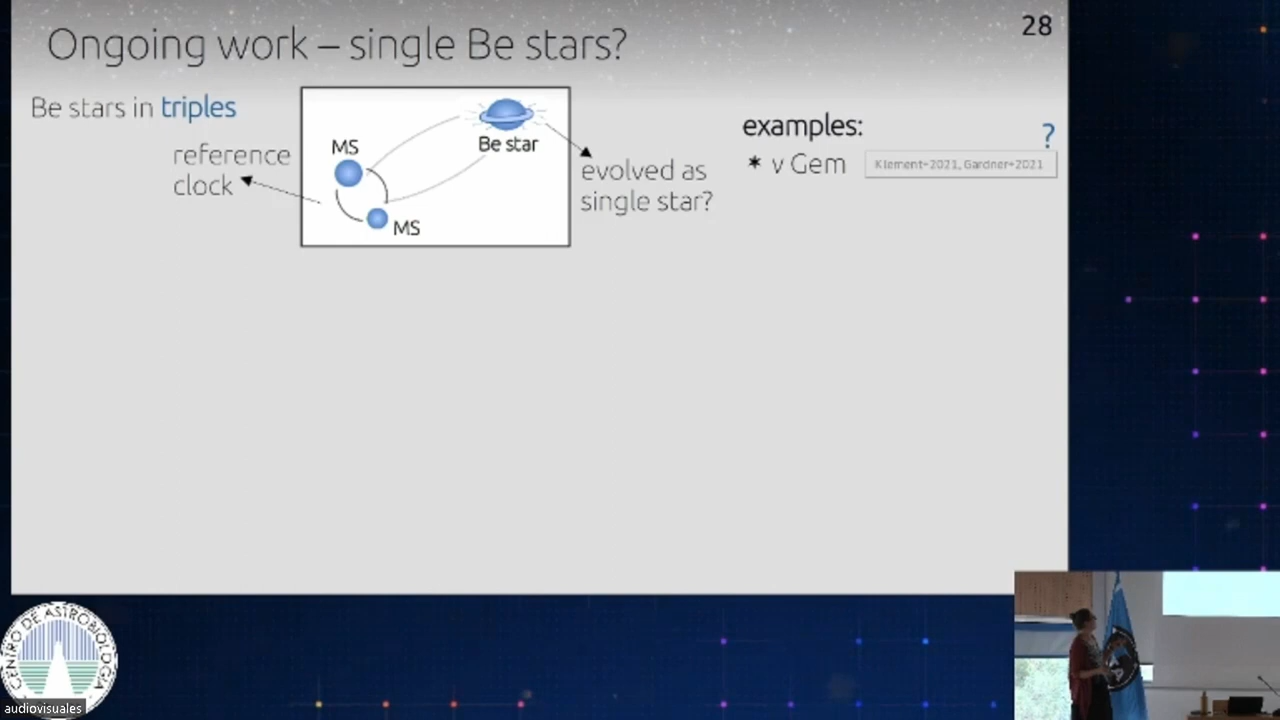 Ongoing work – single Be stars?
28
Be stars in triples
reference
clock
MS
MS
Be star
evolved as
single star?
examples:
?
* ν Gem
Klement+2021, Gardner+2021
CENTRO DE ASTROBIOLOGÍA
audiovisuales